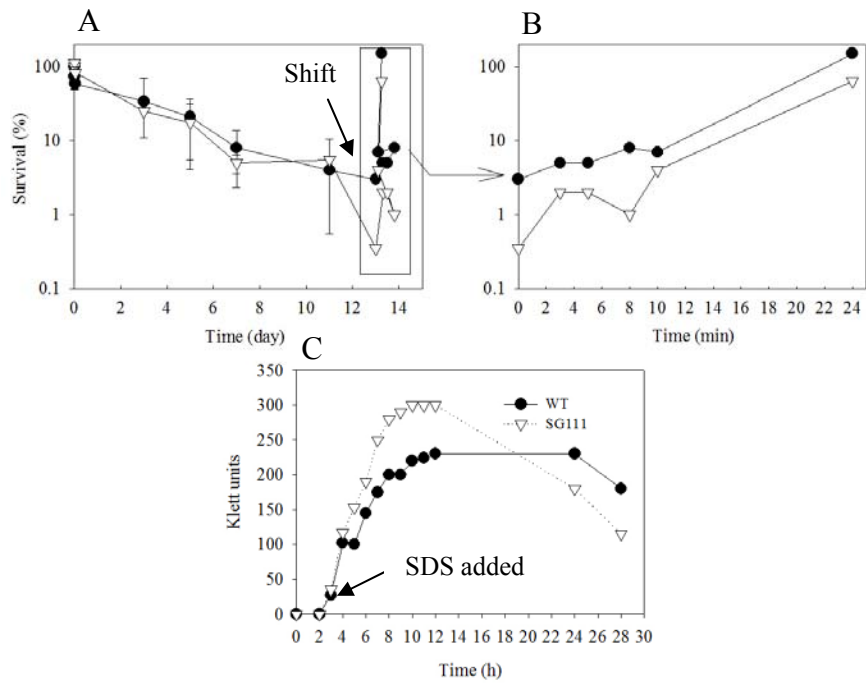 A
B
Shift
Survival (%)
100
10
1
0.1
0 2 4 6 8 10 12 14
Time (day)
100
10
1
0.1
0 2 4 6 8 10 12 14 16 18 20 22 24
Time (min)
C
Klett units
350
300
250
200
150
100
50
0
WT
SG111
SDS added
0 2 4 6 8 10 12 14 16 18 20 22 24 26 28 30
Time (h)